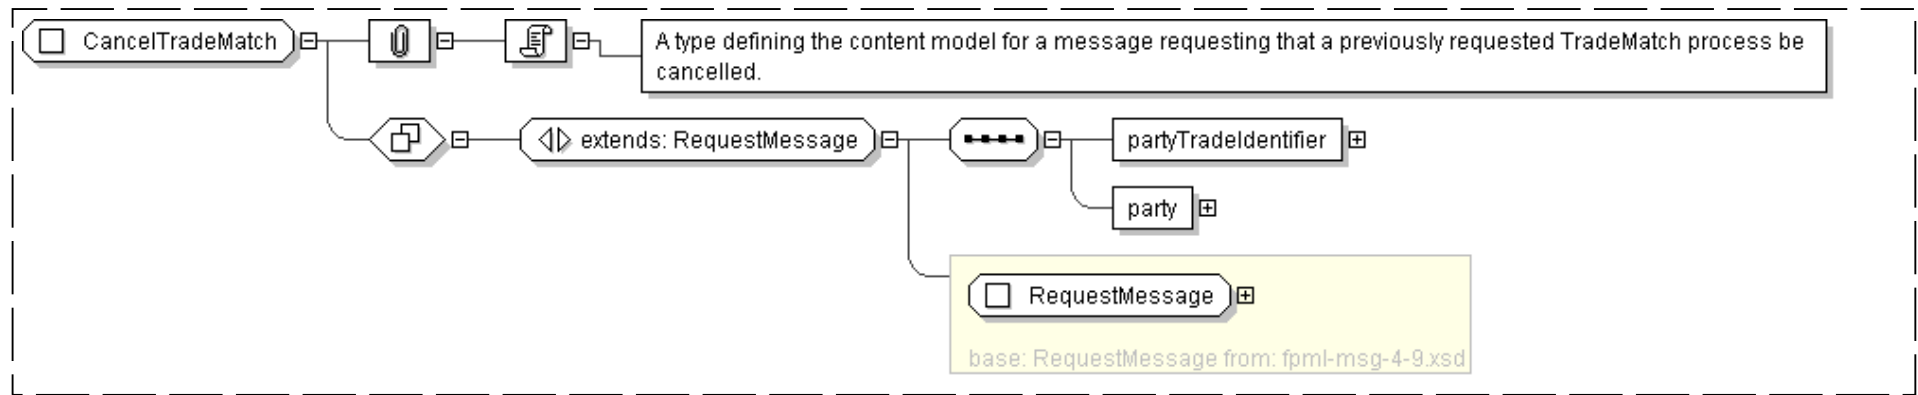 CancelTradeMatch
A type defining the content model for a message requesting that a previously requested TradeMatch process be
cancelled.
extends: RequestMessage
partyTradeIdentifier
party
RequestMessage
base: RequestMessage from: fpml-msg-4-9.xsd